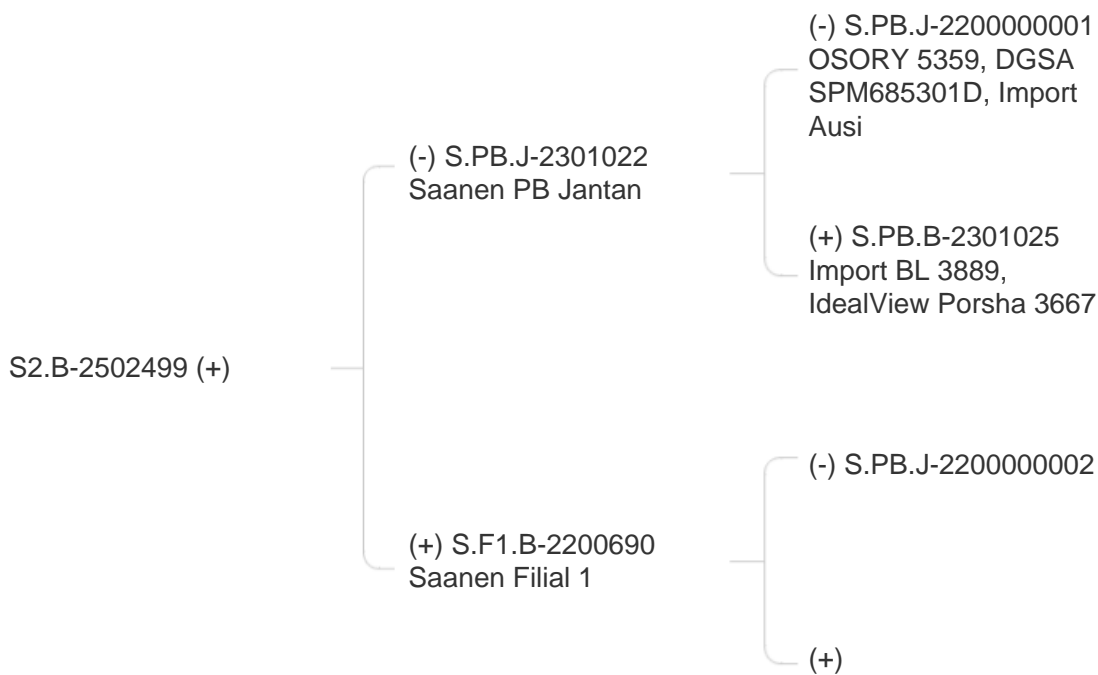 (-) S.PB.J-2200000001
OSORY 5359, DGSA
SPM685301D, Import
Ausi
(-) S.PB.J-2301022
Saanen PB Jantan
(+) S.PB.B-2301025
Import BL 3889,
IdealView Porsha 3667
S2.B-2502499 (+)
(-) S.PB.J-2200000002
(+) S.F1.B-2200690
Saanen Filial 1
(+)